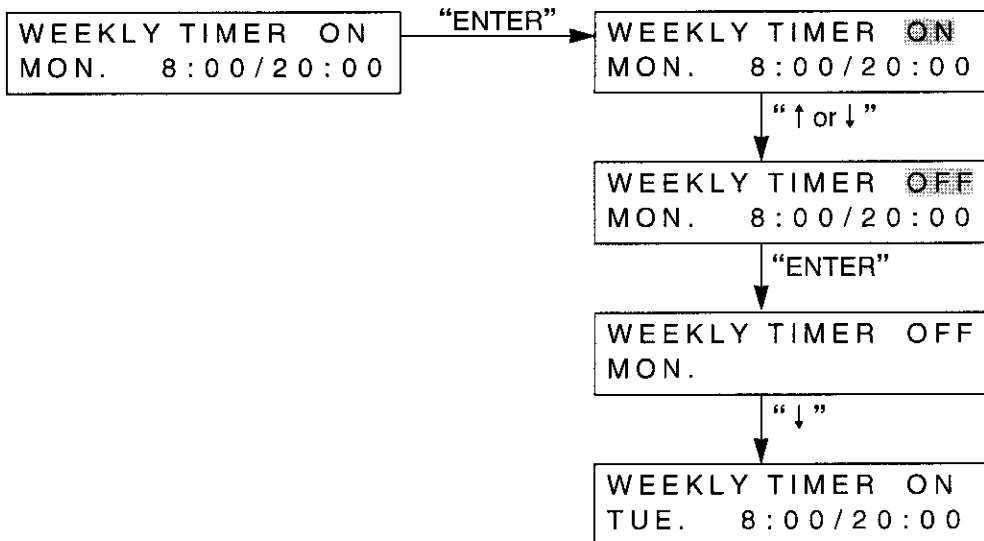 WEEKLY TIMER ON
MON. 8:00/20:00
“ENTER”
WEEKLY TIMER ON
MON. 8:00/20:00
“↑ or ↓”
WEEKLY TIMER OFF
MON. 8:00/20:00
“ENTER”
WEEKLY TIMER OFF
MON.
“↓”
WEEKLY TIMER ON
TUE. 8:00/20:00